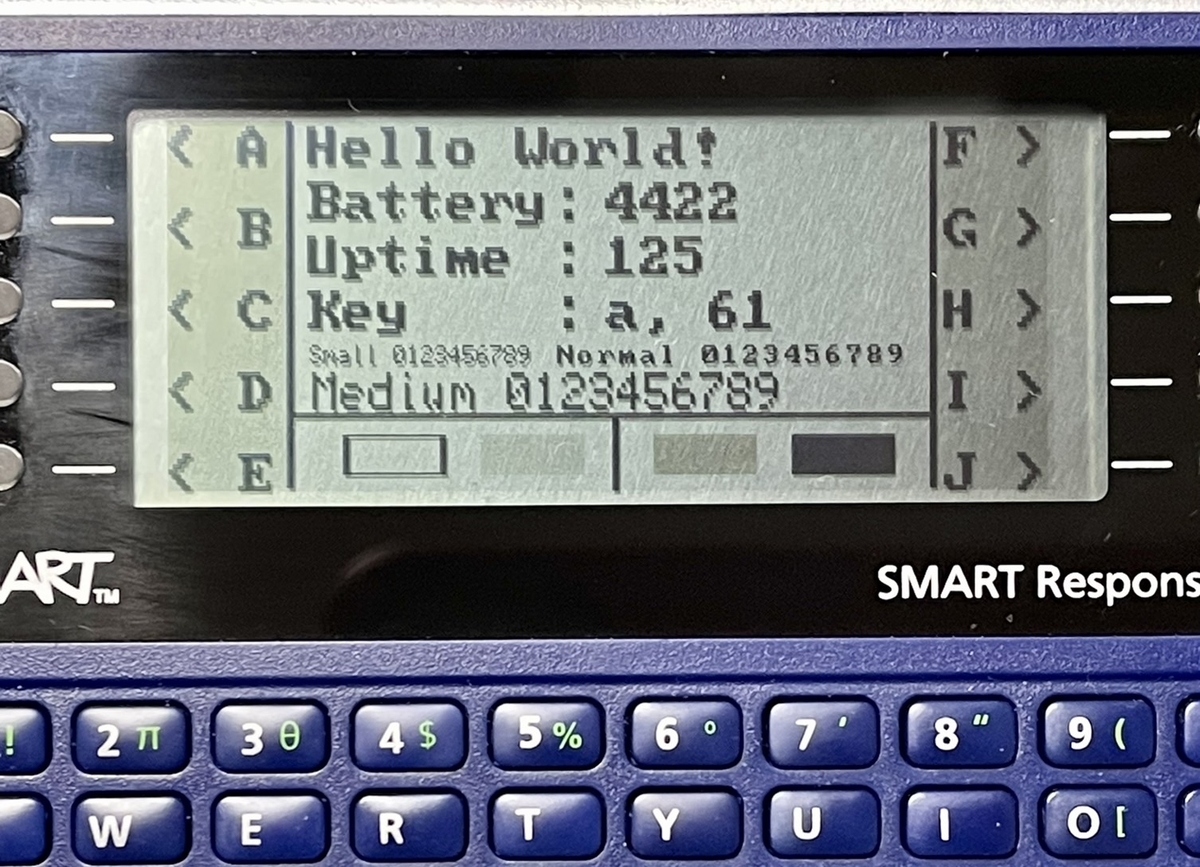 < A Hello World! F >
Battery: 4422
< B G >
Uptime : 125
< C Key : a, 61 H >
Small 0123456789 Normal 0123456789
< D Medium 0123456789 I >
< E J >
ART™
SMART Respons
! 2 π 3 θ 4 $ 5 % 6 ° 7 ' 8 " 9 (
W E R T Y U I O [